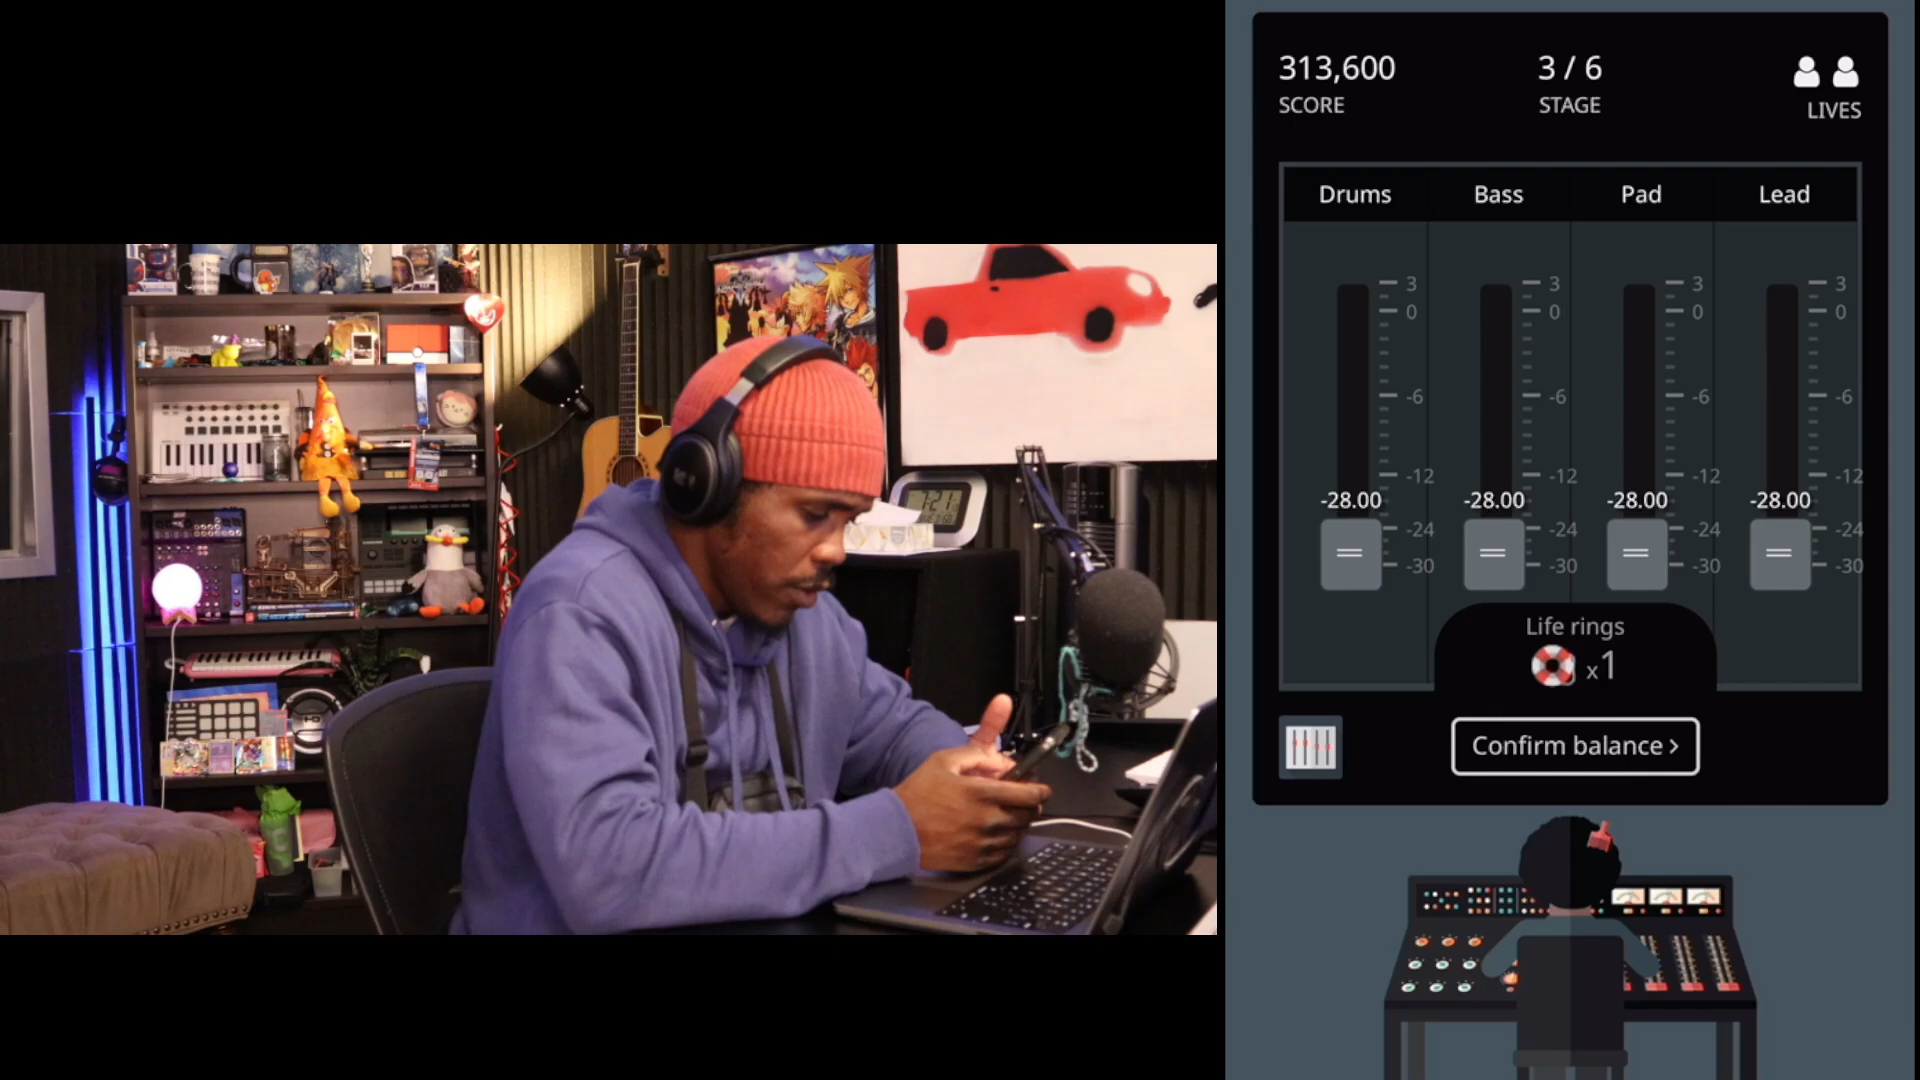 313,600
SCORE
3 / 6
STAGE
LIVES
Drums
Bass
Pad
Lead
3
0
-6
-12
-24
-30
3
0
-6
-12
-24
-30
3
0
-6
-12
-24
-30
3
0
-6
-12
-24
-30
-28.00
-28.00
-28.00
-28.00
Life rings
x1
Confirm balance >
7:21